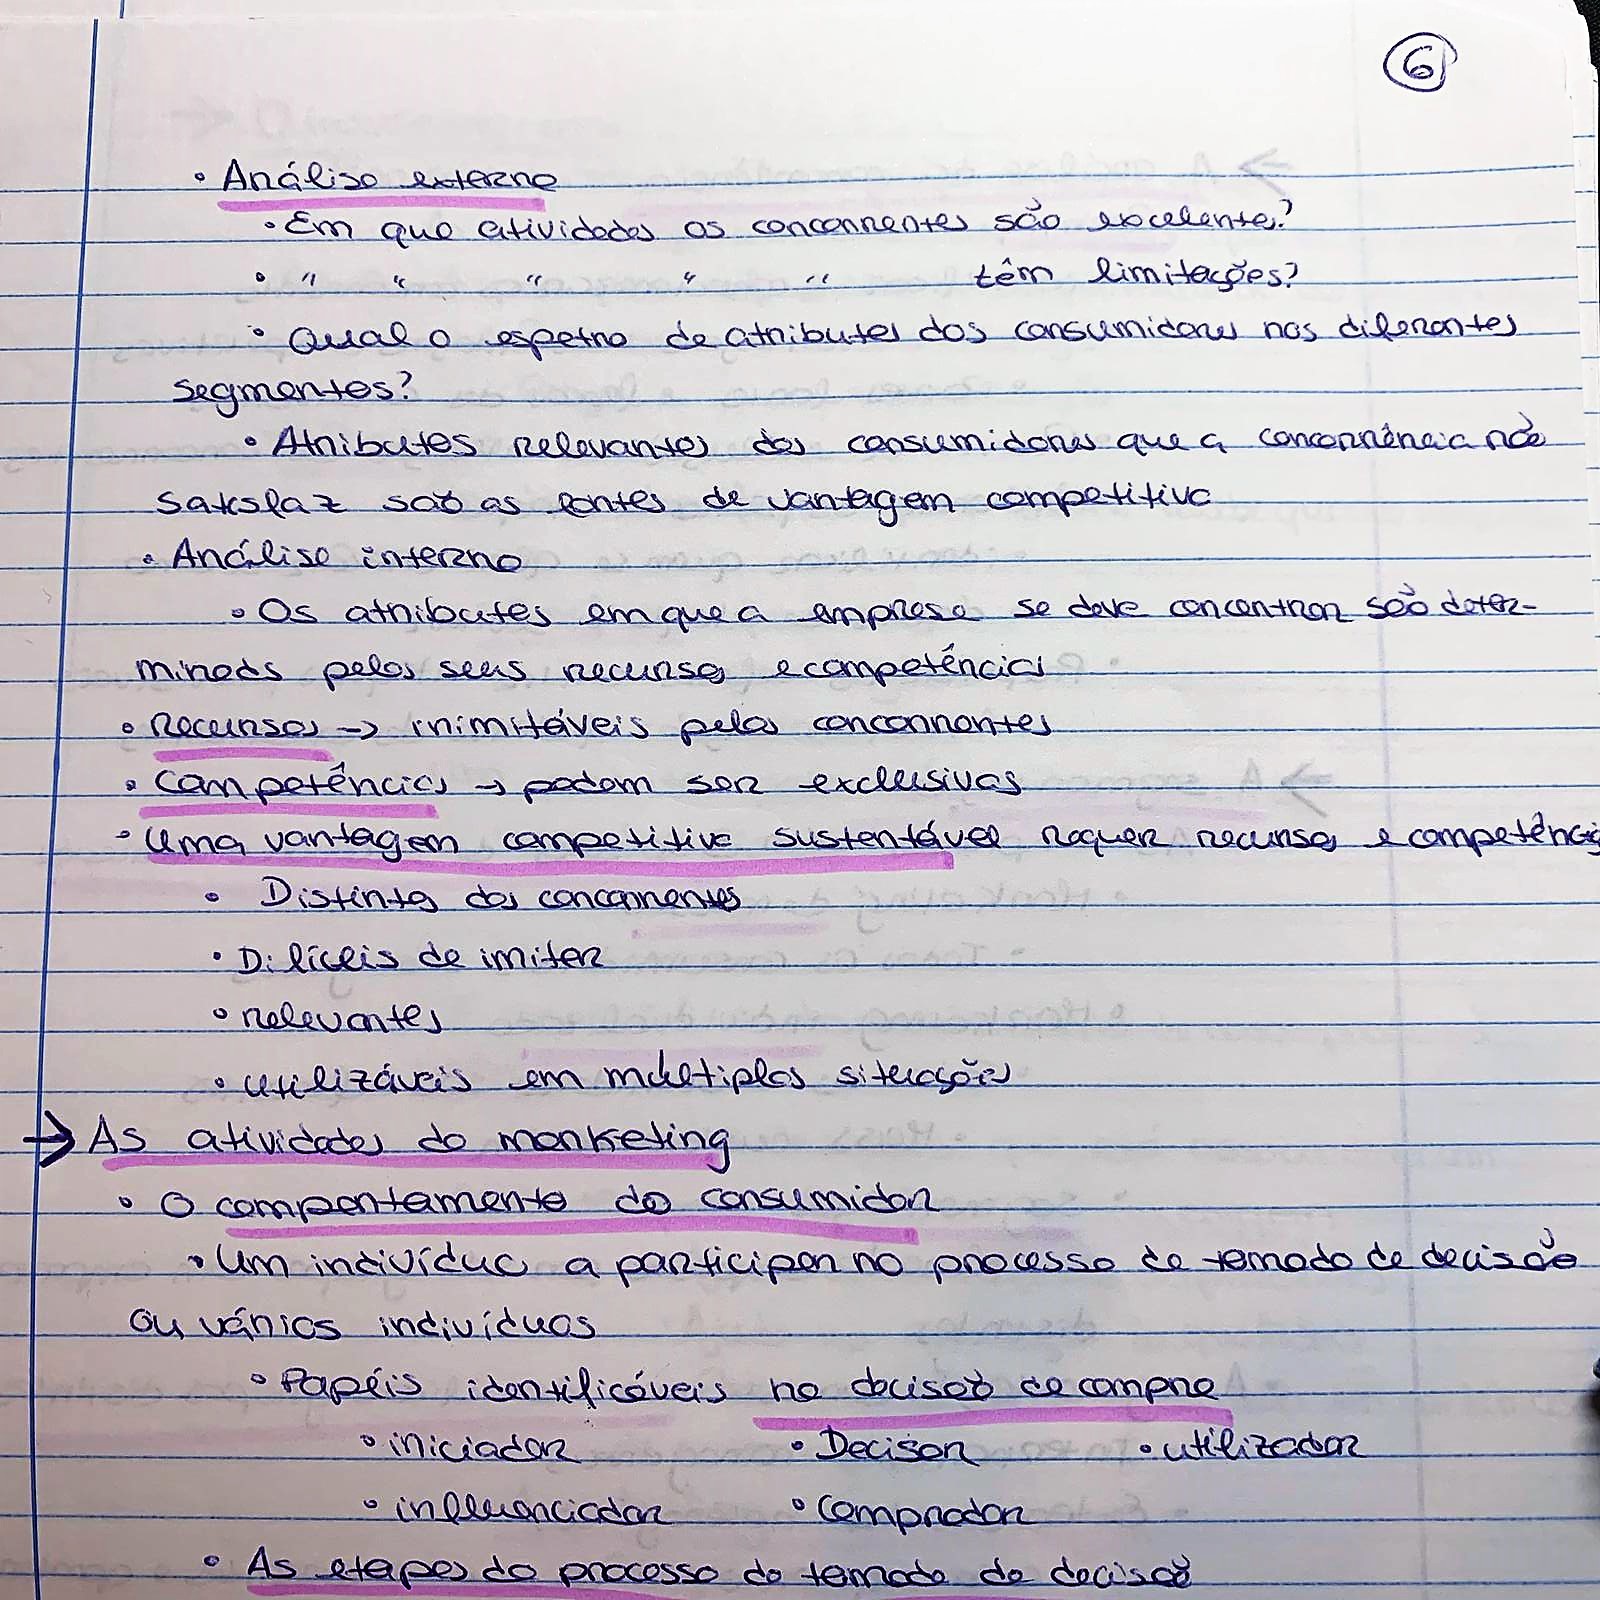 6
• Análise externa
• Em que atividades os concorrentes são excelentes?
• " " " " " têm limitações?
• Qual o espetro de atributos dos consumidores nos diferentes
segmentos?
• Atributos relevantes dos consumidores que a concorrência não
satisfaz são as fontes de vantagem competitiva
• Análise interna
• Os atributos em que a empresa se deve concentrar são deter-
minados pelos seus recursos e competências
• Recursos → inimitáveis pelos concorrentes
• Competências → podem ser exclusivas
• Uma vantagem competitiva sustentável requer recursos e competências
• Distintos dos concorrentes
• Difíceis de imitar
• relevantes
• utilizáveis em múltiplas situações
→ As atividades do marketing
• O comportamento do consumidor
• Um indivíduo a participar no processo de tomada de decisão
ou vários indivíduos
• Papéis identificáveis na decisão de compra
• iniciador • Decisor • utilizador
• influenciador • comprador
• As etapas do processo de tomada de decisão